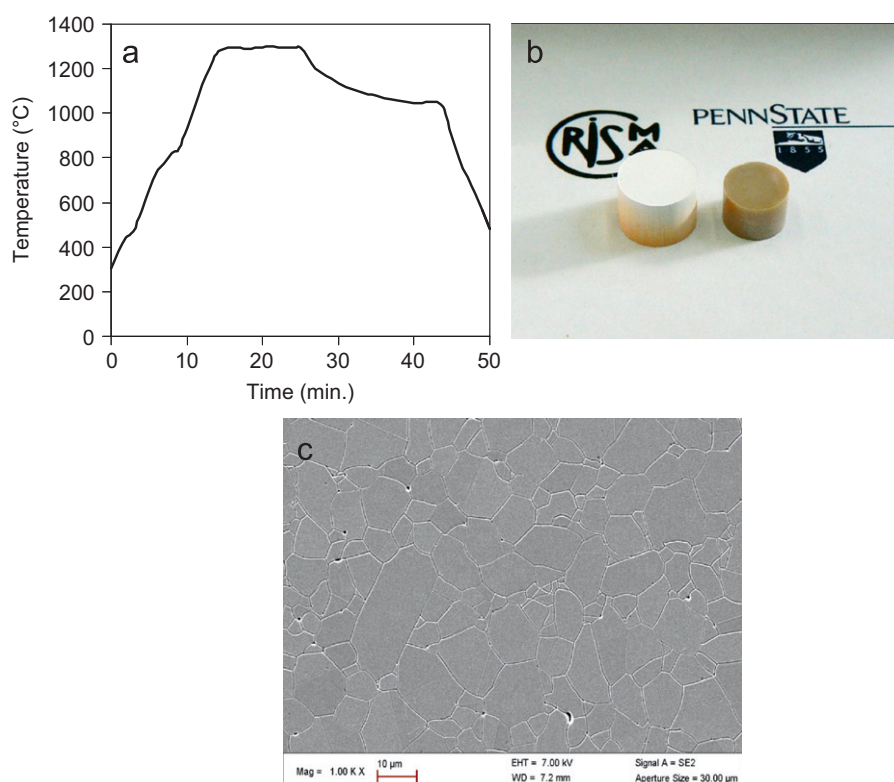 a
1400
1200
1000
800
600
400
200
0
0 10 20 30 40 50
Temperature (°C)
Time (min.)
b
RISMA
PENNSTATE
1855
c
Mag = 1.00 K X
10 μm
EHT = 7.00 kV
WD = 7.2 mm
Signal A = SE2
Aperture Size = 30.00 μm